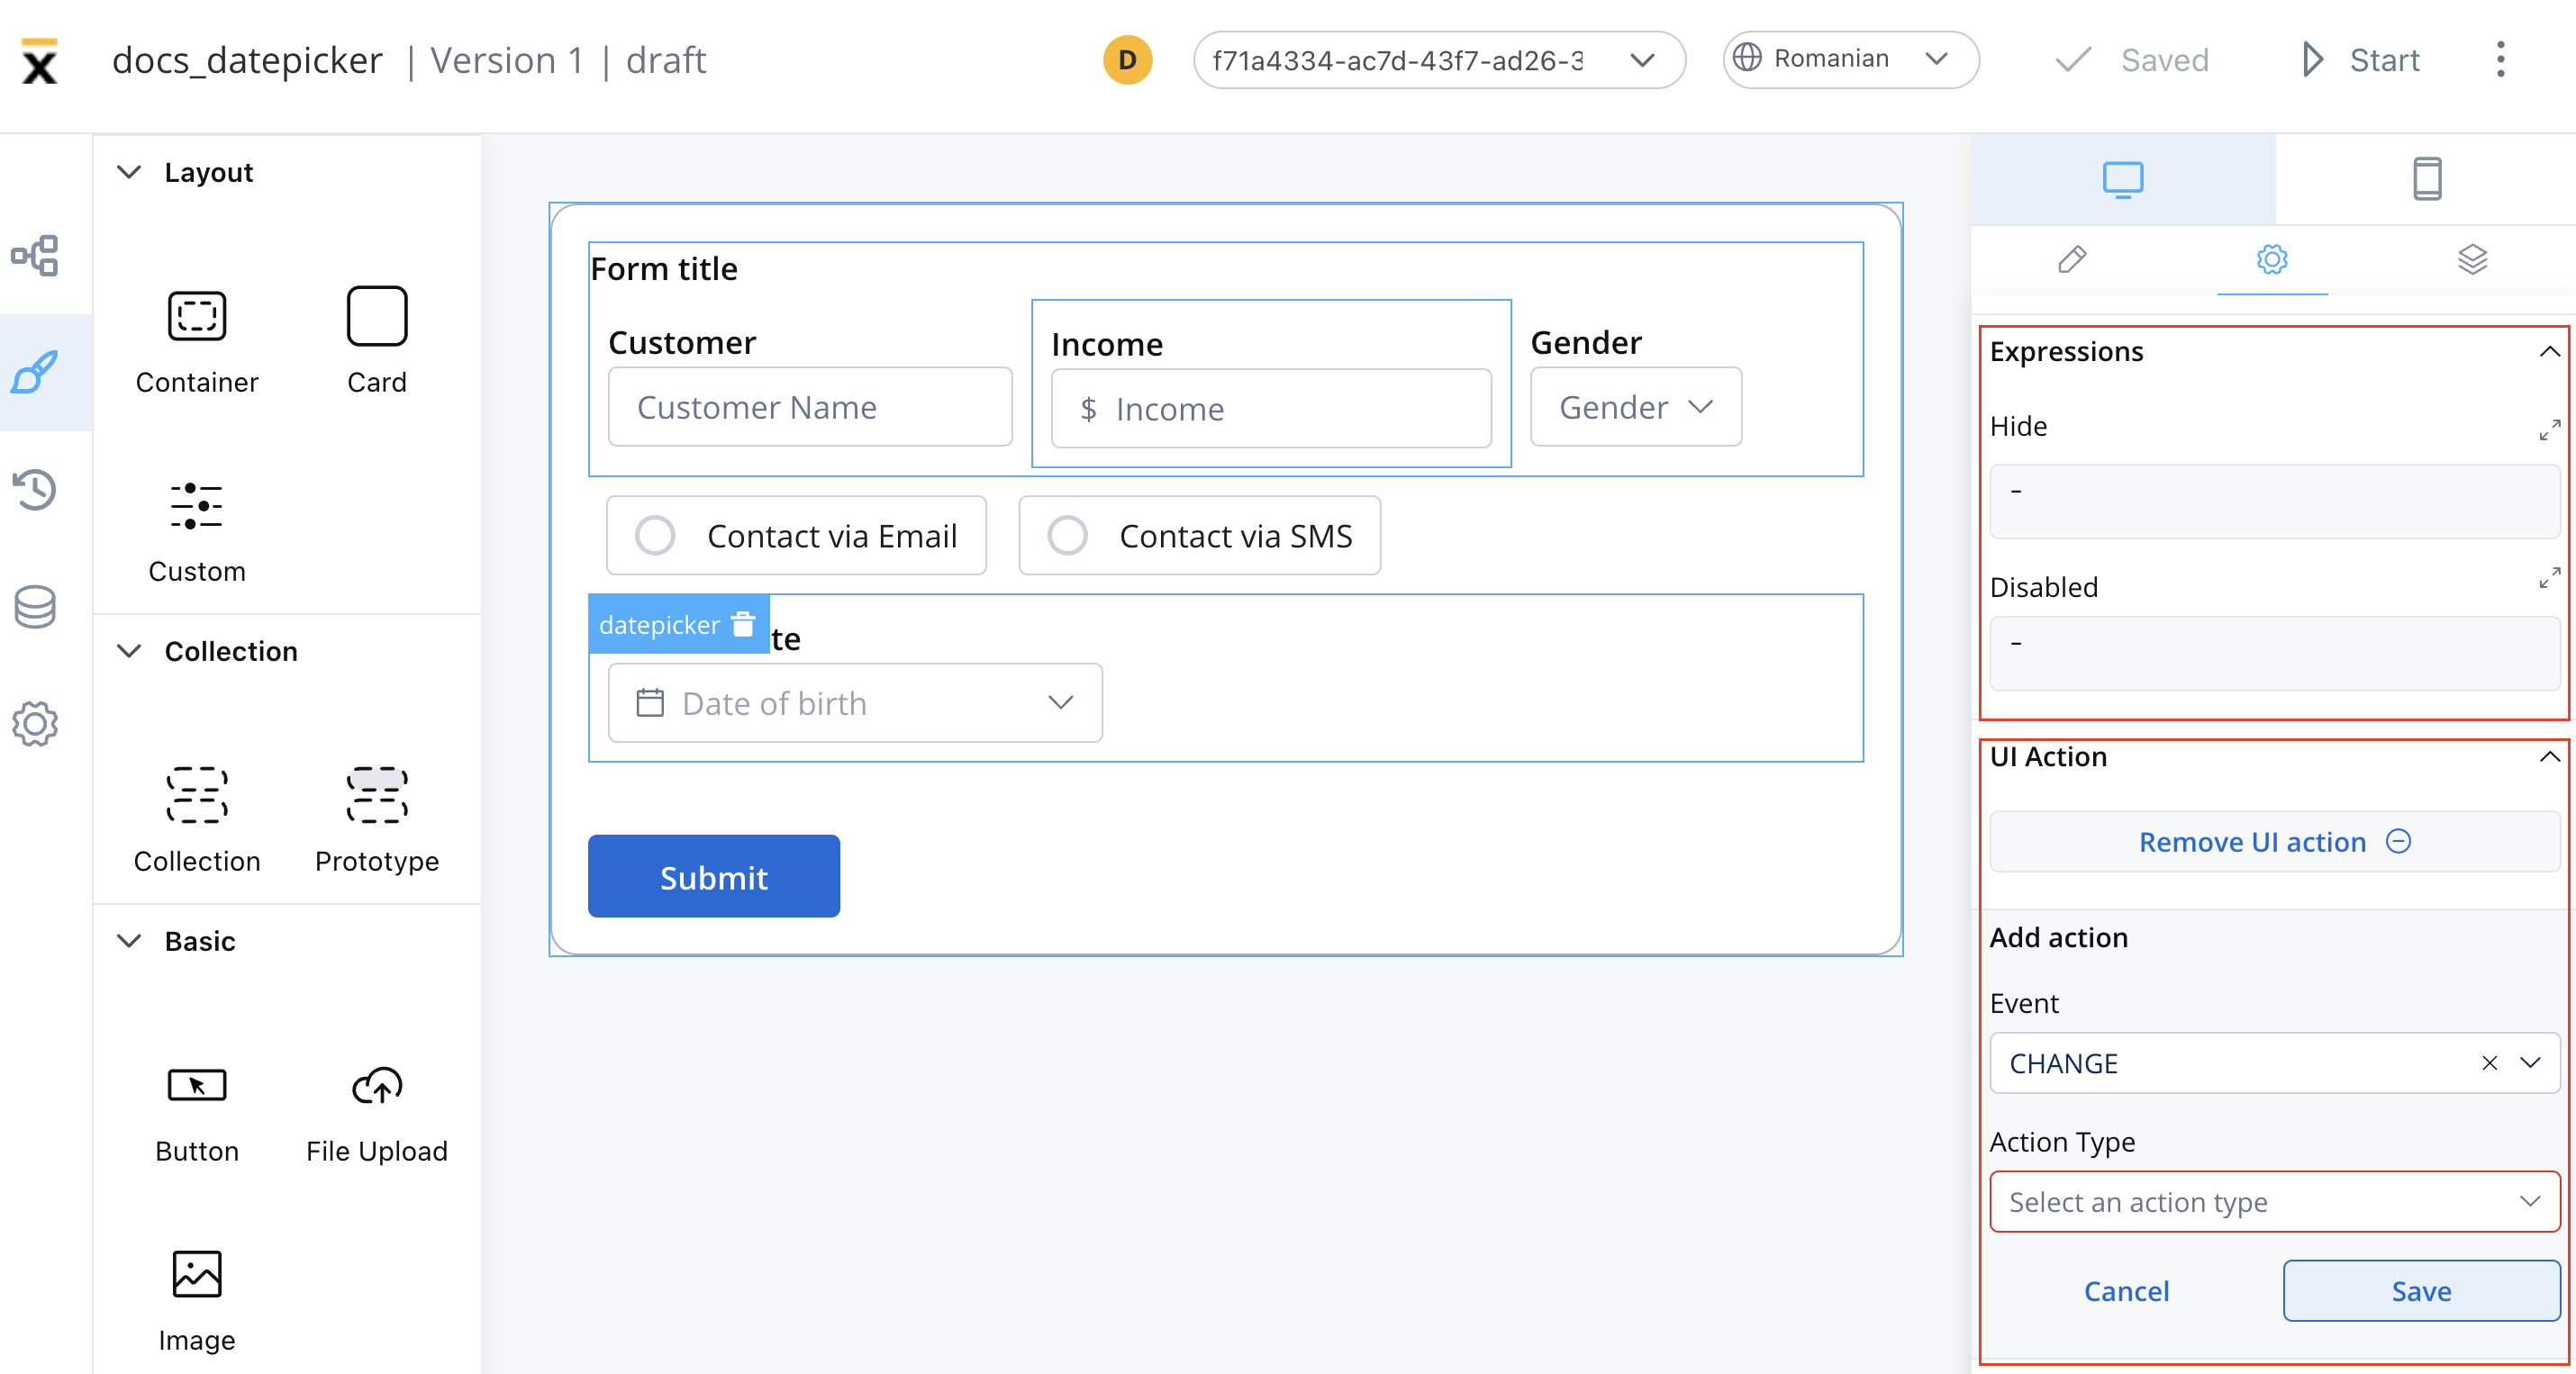 docs_datepicker | Version 1 | draft
D
f71a4334-ac7d-43f7-ad26-3
Romanian
Saved
Start
Layout
Container
Card
Custom
Collection
Collection
Prototype
Basic
Button
File Upload
Image
Form title
Customer
Income
Gender
Customer Name
$ Income
Gender
Contact via Email
Contact via SMS
datepicker
te
Date of birth
Submit
Expressions
Hide
-
Disabled
-
UI Action
Remove UI action
Add action
Event
CHANGE
Action Type
Select an action type
Cancel
Save